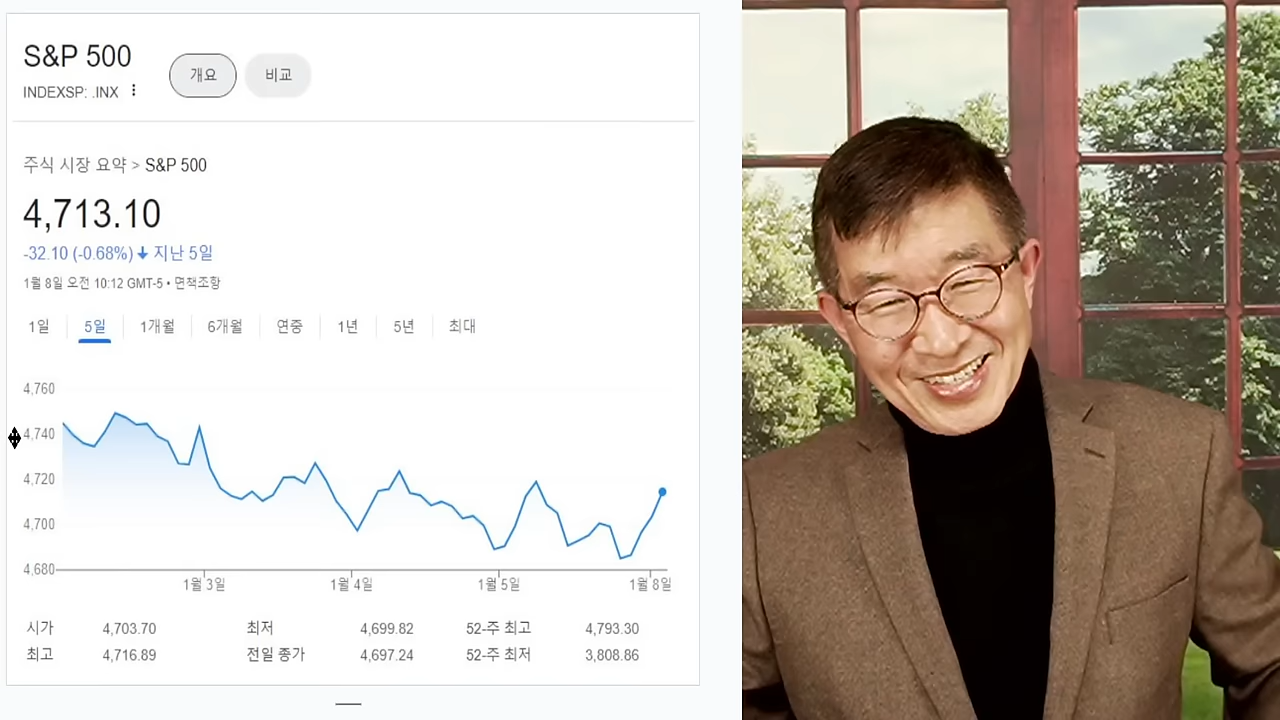 S&P 500
개요
비교
INDEXSP: .INX
주식 시장 요약 > S&P 500
4,713.10
-32.10 (-0.68%) 지난 5일
1월 8일 오전 10:12 GMT-5 • 면책조항
1일 5일 1개월 6개월 연중 1년 5년 최대
4,760
4,740
4,720
4,700
4,680
1월 3일 1월 4일 1월 5일 1월 8일
시가 4,703.70 최저 4,699.82 52-주 최고 4,793.30
최고 4,716.89 전일 종가 4,697.24 52-주 최저 3,808.86